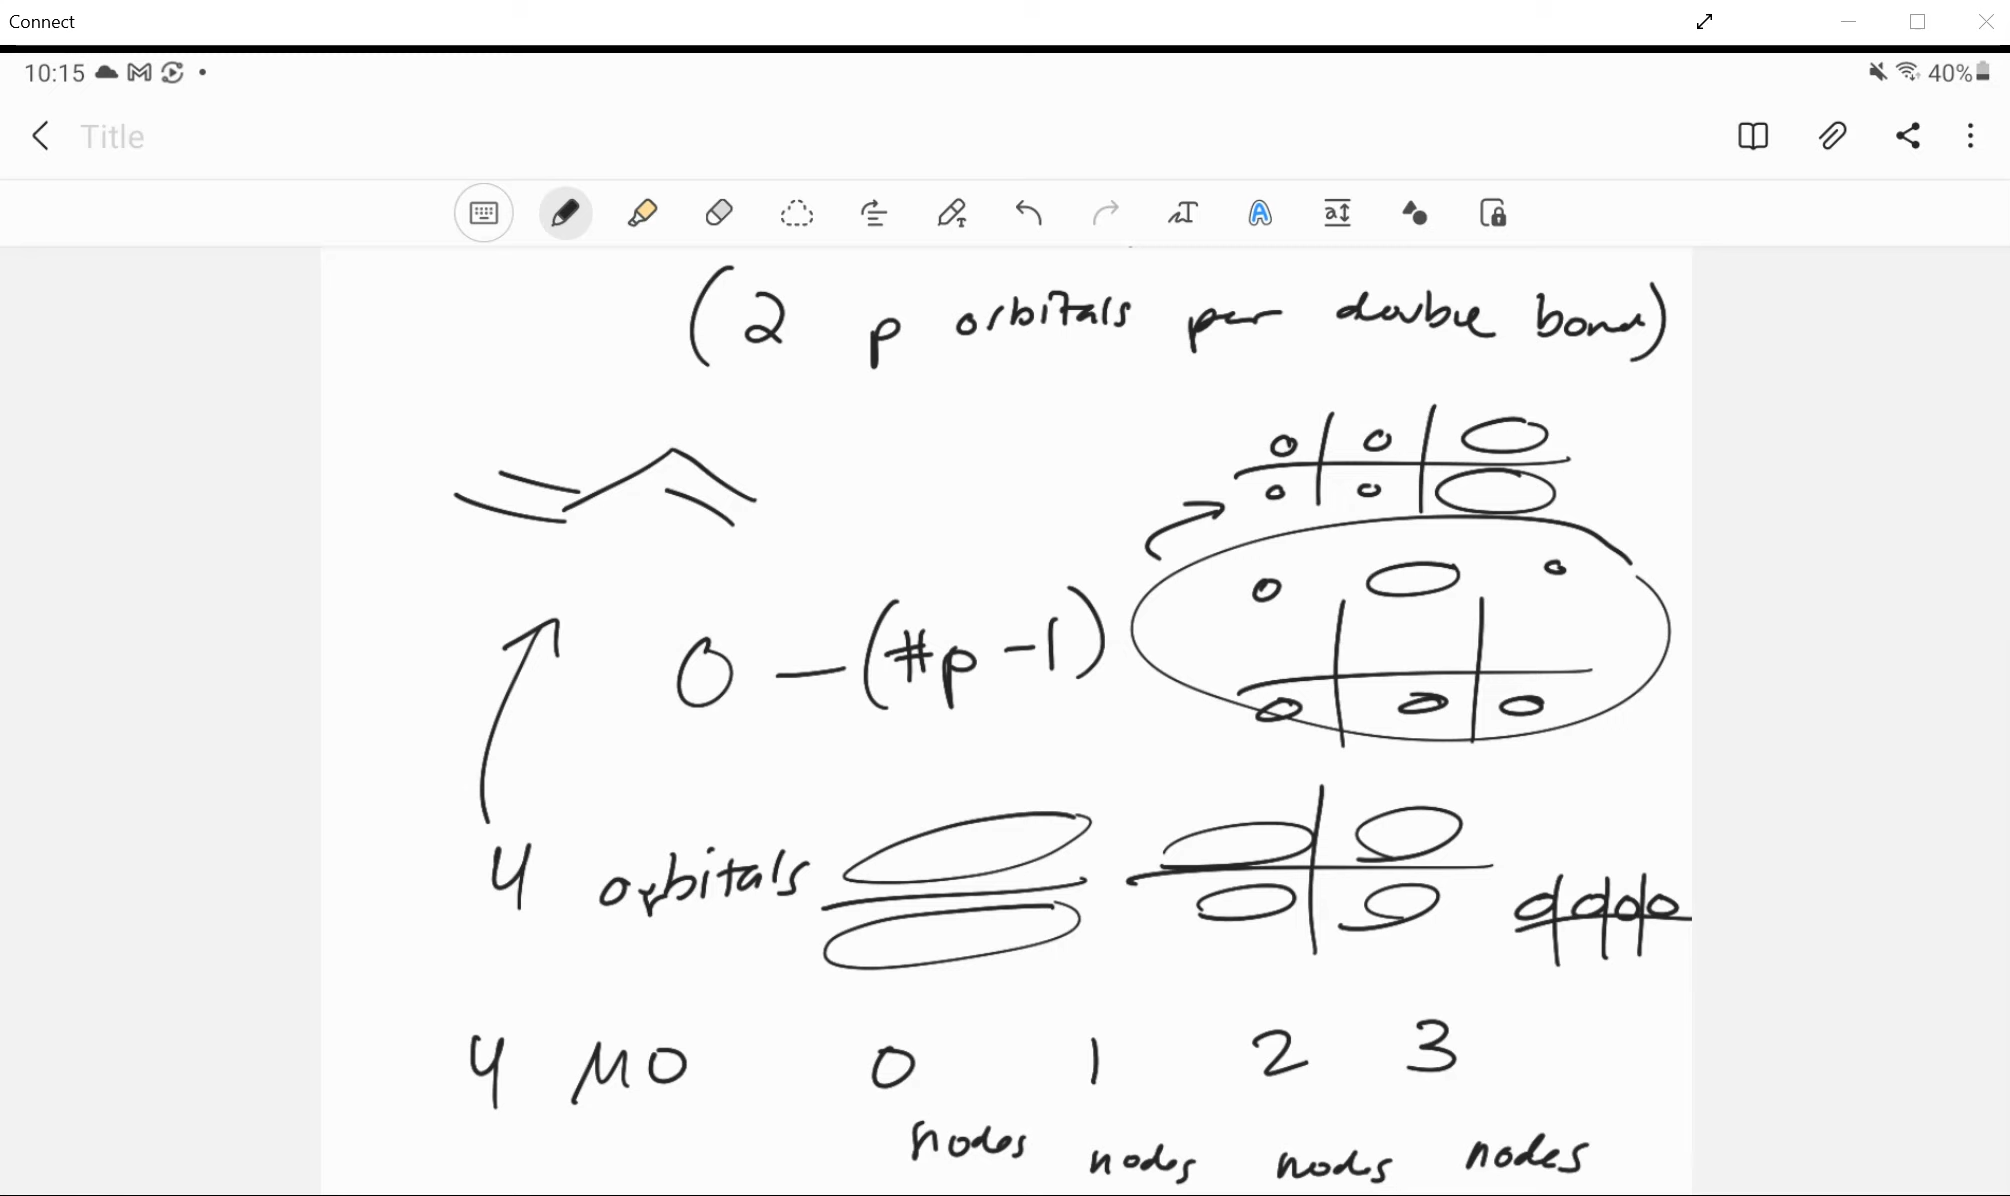 Connect
10:15 40%
Title
(2 p orbitals per double bond)
0 — (#p -1)
4 orbitals
4 MO 0 1 2 3
nodes nodes nodes nodes